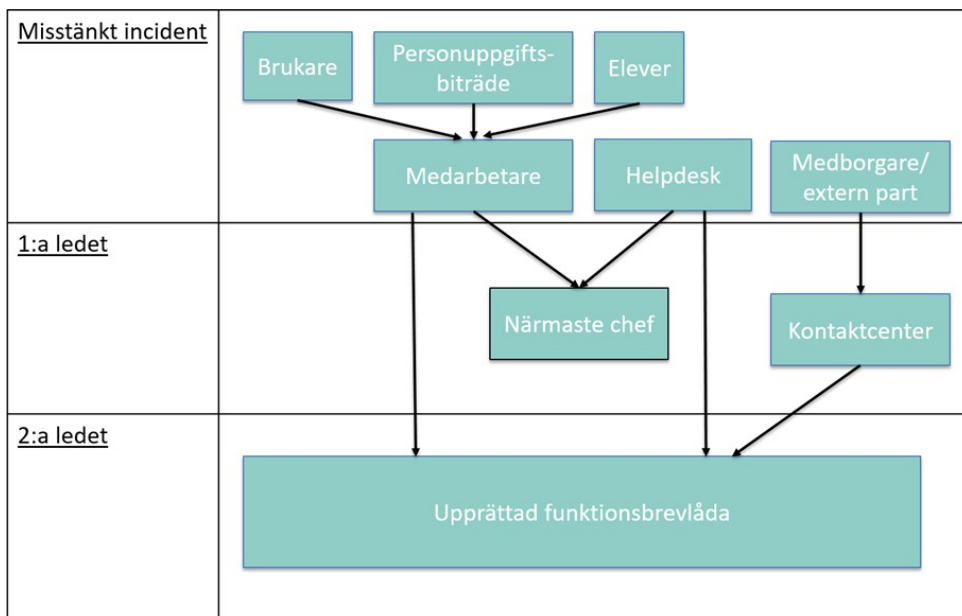 Misstänkt incident
Brukare
Personuppgifts-
biträde
Elever
Medarbetare
Helpdesk
Medborgare/
extern part
1:a ledet
Närmaste chef
Kontaktcenter
2:a ledet
Upprättad funktionsbrevlåda